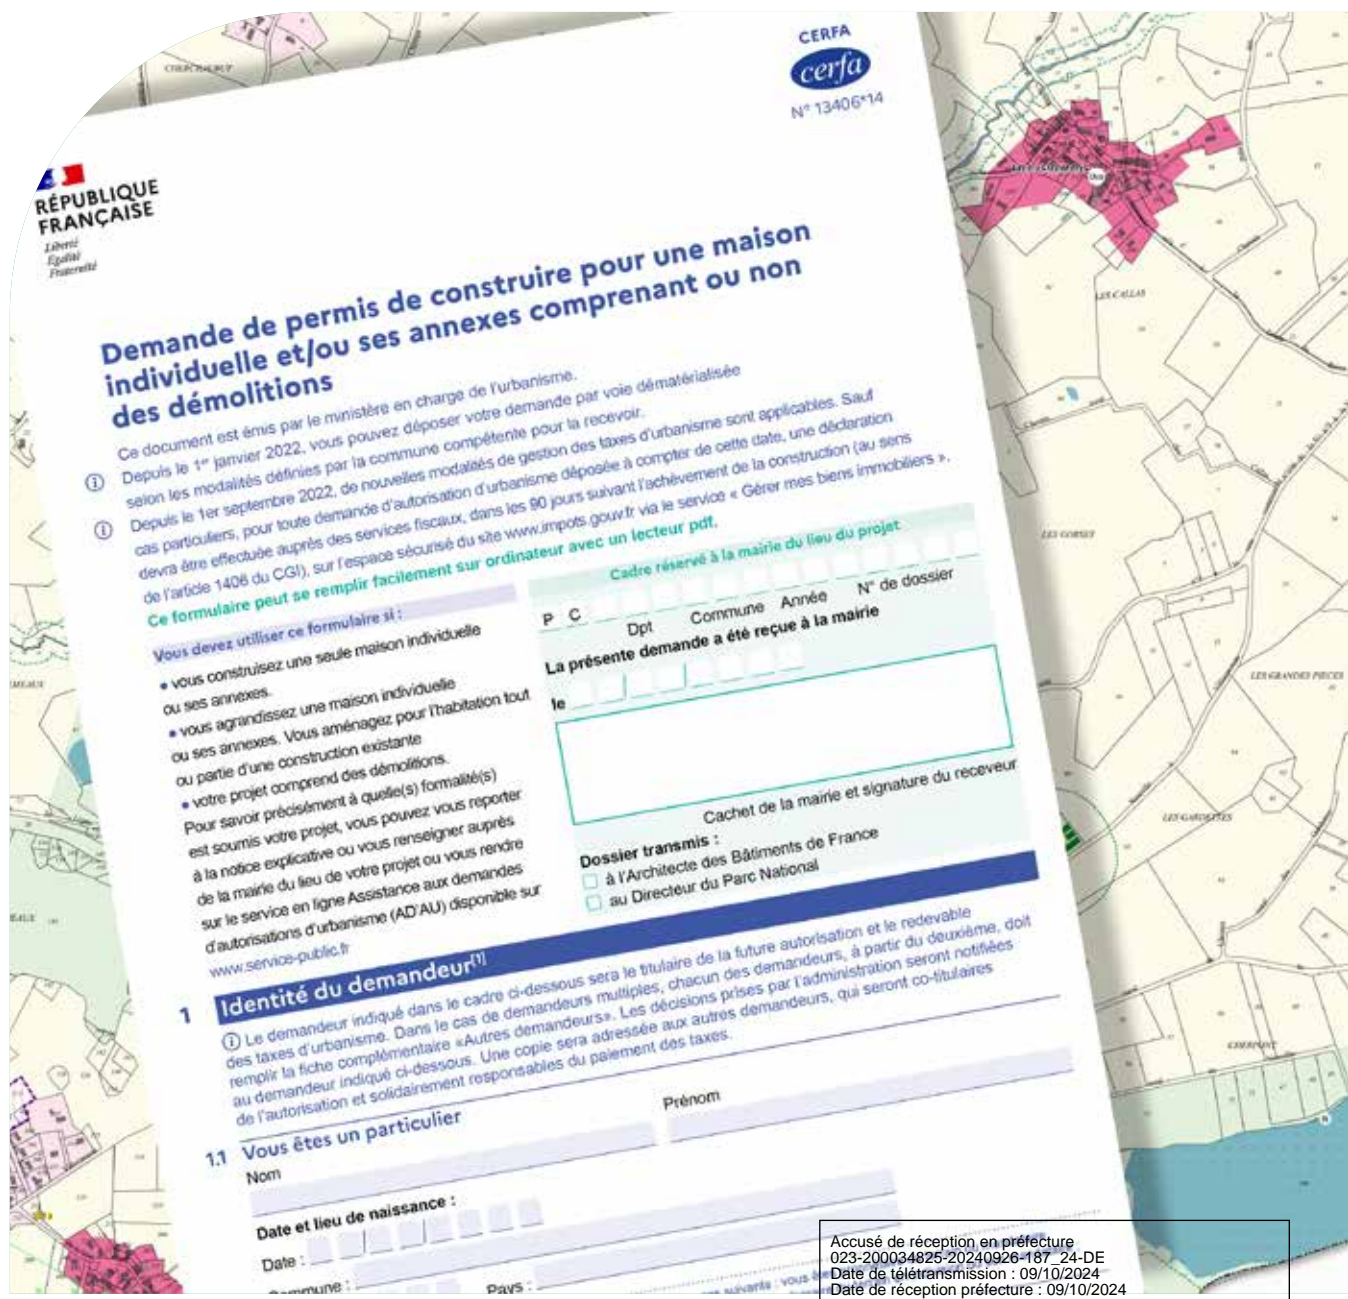 CERFA
cerfa
N° 13406*14
RÉPUBLIQUE
FRANÇAISE
Liberté
Égalité
Fraternité
Demande de permis de construire pour une maison
individuelle et/ou ses annexes comprenant ou non
des démolitions
Ce document est émis par le ministère en charge de l'urbanisme.
Depuis le 1er janvier 2022, vous pouvez déposer votre demande par voie dématérialisée
selon les modalités définies par la commune compétente pour la recevoir.
Depuis le 1er septembre 2022, de nouvelles modalités de gestion des taxes d'urbanisme sont applicables. Sauf
cas particuliers, pour toute demande d'autorisation d'urbanisme déposée à compter de cette date, une déclaration
devra être effectuée auprès des services fiscaux, dans les 90 jours suivant l'achèvement de la construction (au sens
de l'article 1406 du CGI), sur l'espace sécurisé du site www.impots.gouv.fr via le service « Gérer mes biens immobiliers ».
Ce formulaire peut se remplir facilement sur ordinateur avec un lecteur pdf.
Vous devez utiliser ce formulaire si :
• vous construisez une seule maison individuelle
ou ses annexes.
• vous agrandissez une maison individuelle
ou ses annexes. Vous aménagez pour l'habitation tout
ou partie d'une construction existante
• votre projet comprend des démolitions.
Pour savoir précisément à quelle(s) formalité(s)
est soumis votre projet, vous pouvez vous reporter
à la notice explicative ou vous renseigner auprès
de la mairie du lieu de votre projet ou vous rendre
sur le service en ligne Assistance aux demandes
d'autorisations d'urbanisme (AD'AU) disponible sur
www.service-public.fr
Cadre réservé à la mairie du lieu du projet
P C
Dpt Commune Année N° de dossier
La présente demande a été reçue à la mairie
le
Cachet de la mairie et signature du receveur
Dossier transmis :
à l'Architecte des Bâtiments de France
au Directeur du Parc National
1 Identité du demandeur[1]
Le demandeur indiqué dans le cadre ci-dessous sera le titulaire de la future autorisation et le redevable
des taxes d'urbanisme. Dans le cas de demandeurs multiples, chacun des demandeurs, à partir du deuxième, doit
remplir la fiche complémentaire «Autres demandeurs». Les décisions prises par l'administration seront notifiées
au demandeur indiqué ci-dessous. Une copie sera adressée aux autres demandeurs, qui seront co-titulaires
de l'autorisation et solidairement responsables du paiement des taxes.
1.1 Vous êtes un particulier
Nom Prénom
Date et lieu de naissance :
Date :
Commune : Pays :
LES CALLAS
LES GORSES
LES GRANDES PIECES
Accusé de réception en préfecture
023-200034825-20240926-187_24-DE
Date de télétransmission : 09/10/2024
Date de réception préfecture : 09/10/2024